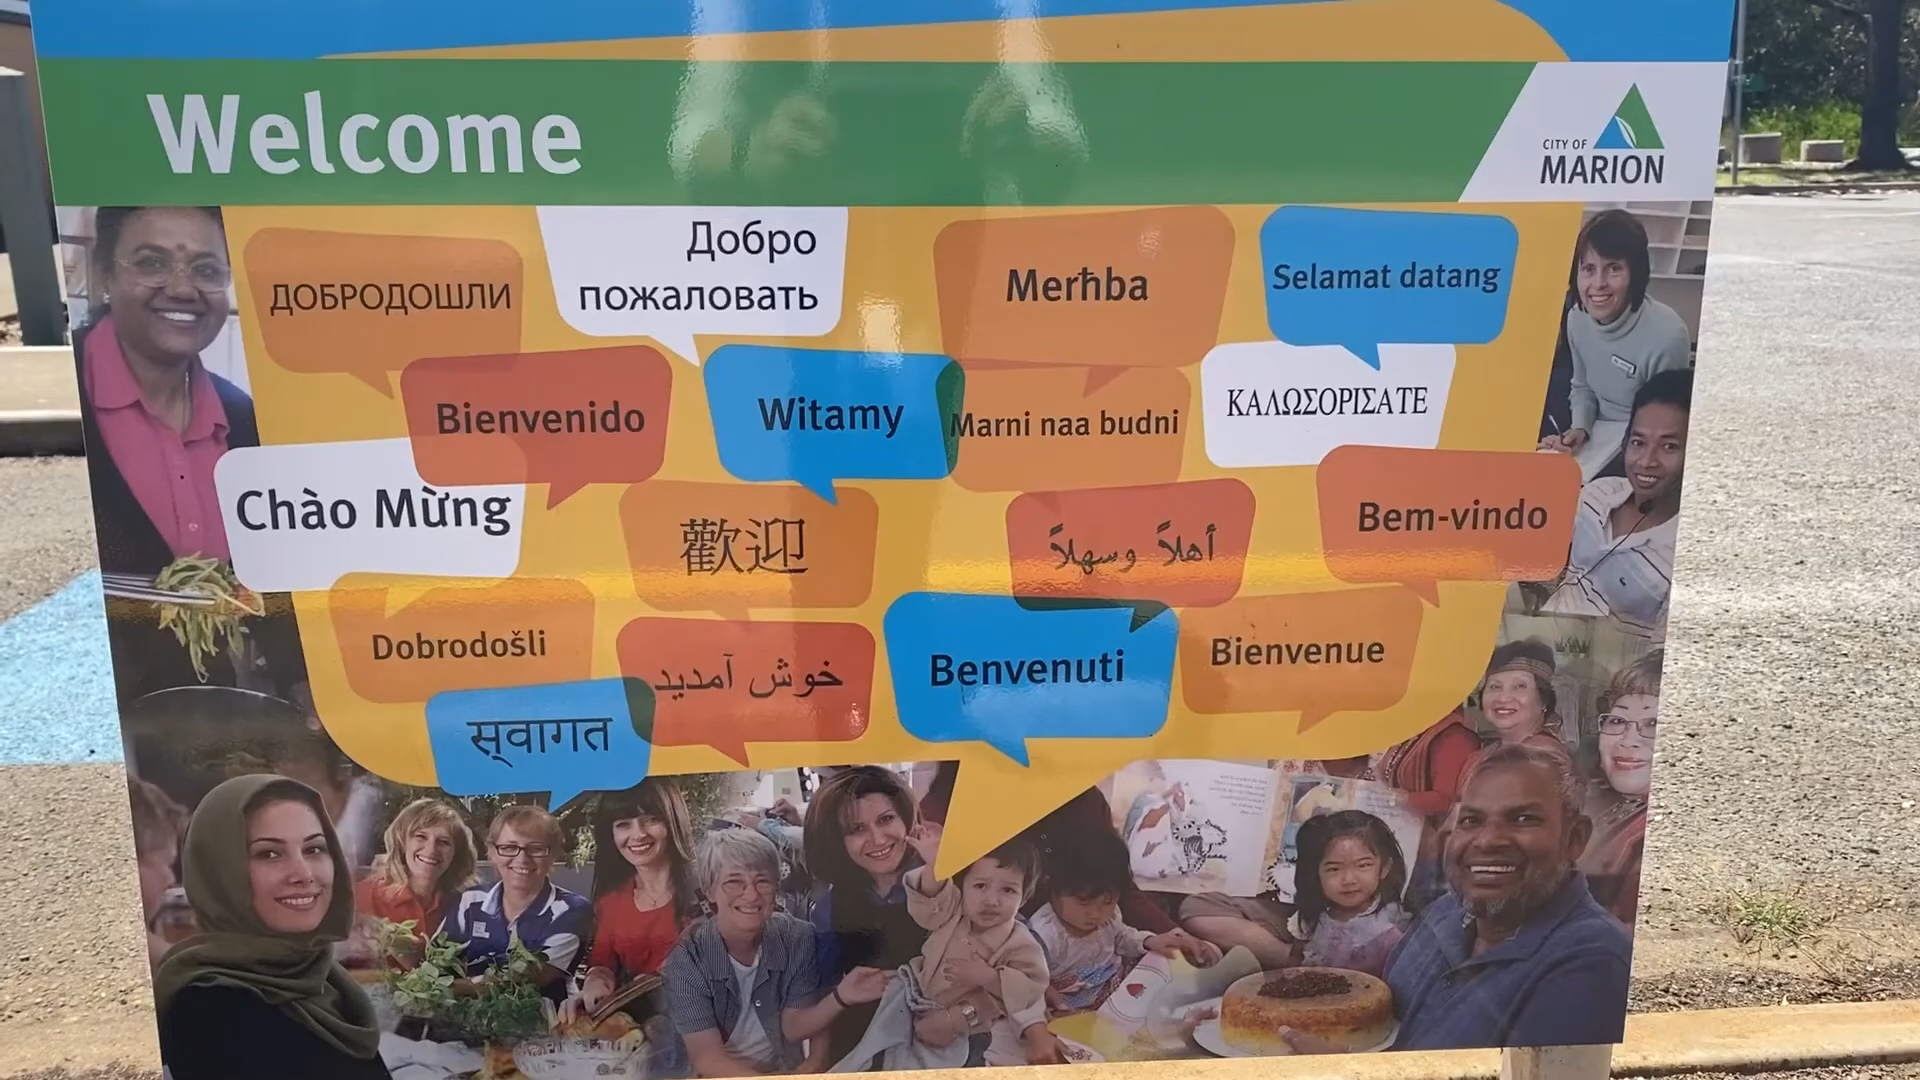 Welcome
CITY OF
MARION
ДОБРОДОШЛИ
Добро
пожаловать
Merħba
Selamat datang
Bienvenido
Witamy
Marni naa budni
ΚΑΛΩΣΟΡΙΣΑΤΕ
Chào Mừng
歡迎
أهلاً وسهلاً
Bem-vindo
Dobrodošli
خوش آمدید
Benvenuti
Bienvenue
स्वागत